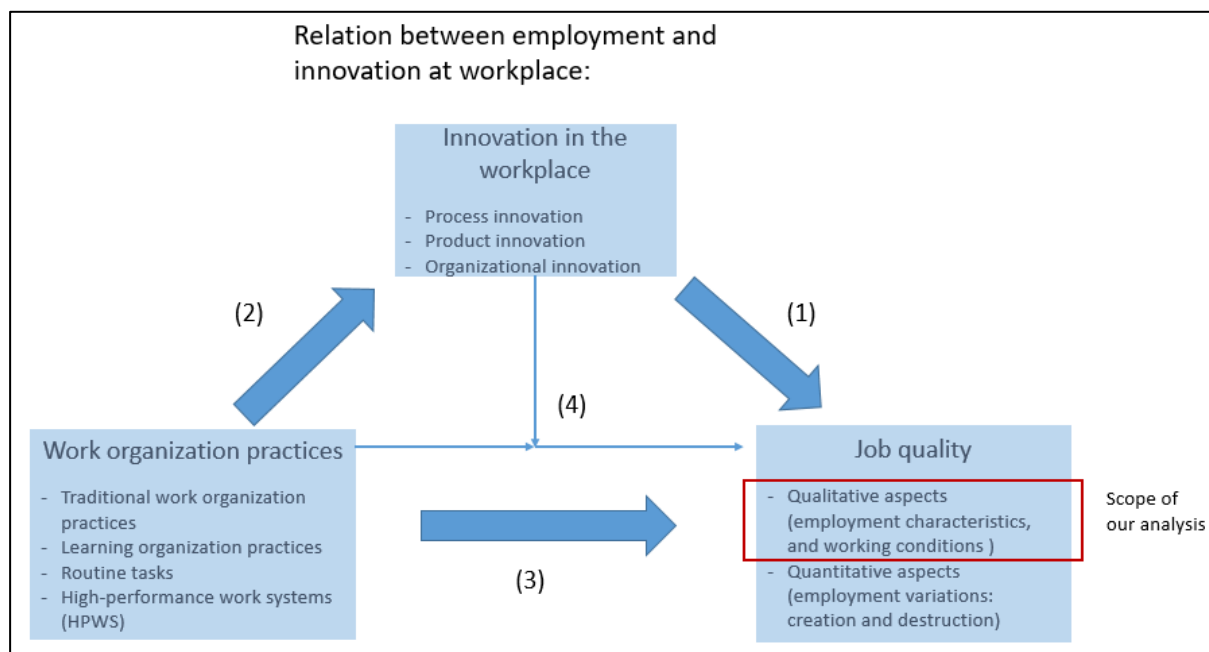 Relation between employment and
innovation at workplace:
Innovation in the
workplace
- Process innovation
- Product innovation
- Organizational innovation
(2)
(1)
(4)
Work organization practices
- Traditional work organization
practices
- Learning organization practices
- Routine tasks
- High-performance work systems
(HPWS)
(3)
Job quality
- Qualitative aspects
(employment characteristics,
and working conditions )
- Quantitative aspects
(employment variations:
creation and destruction)
Scope of
our analysis